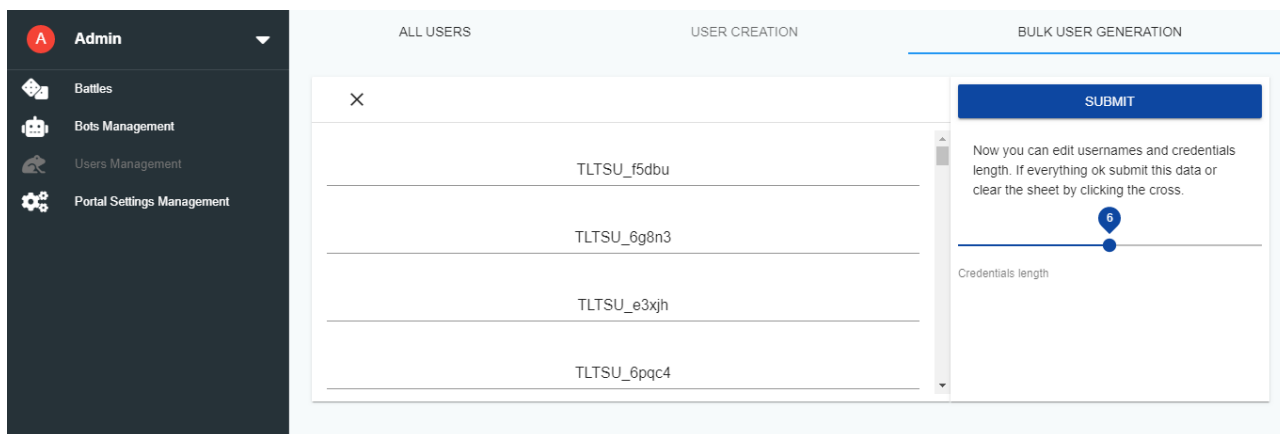 A
Admin
Battles
Bots Management
Users Management
Portal Settings Management
ALL USERS
USER CREATION
BULK USER GENERATION
TLTSU_f5dbu
TLTSU_6g8n3
TLTSU_e3xjh
TLTSU_6pqc4
SUBMIT
Now you can edit usernames and credentials
length. If everything ok submit this data or
clear the sheet by clicking the cross.
6
Credentials length